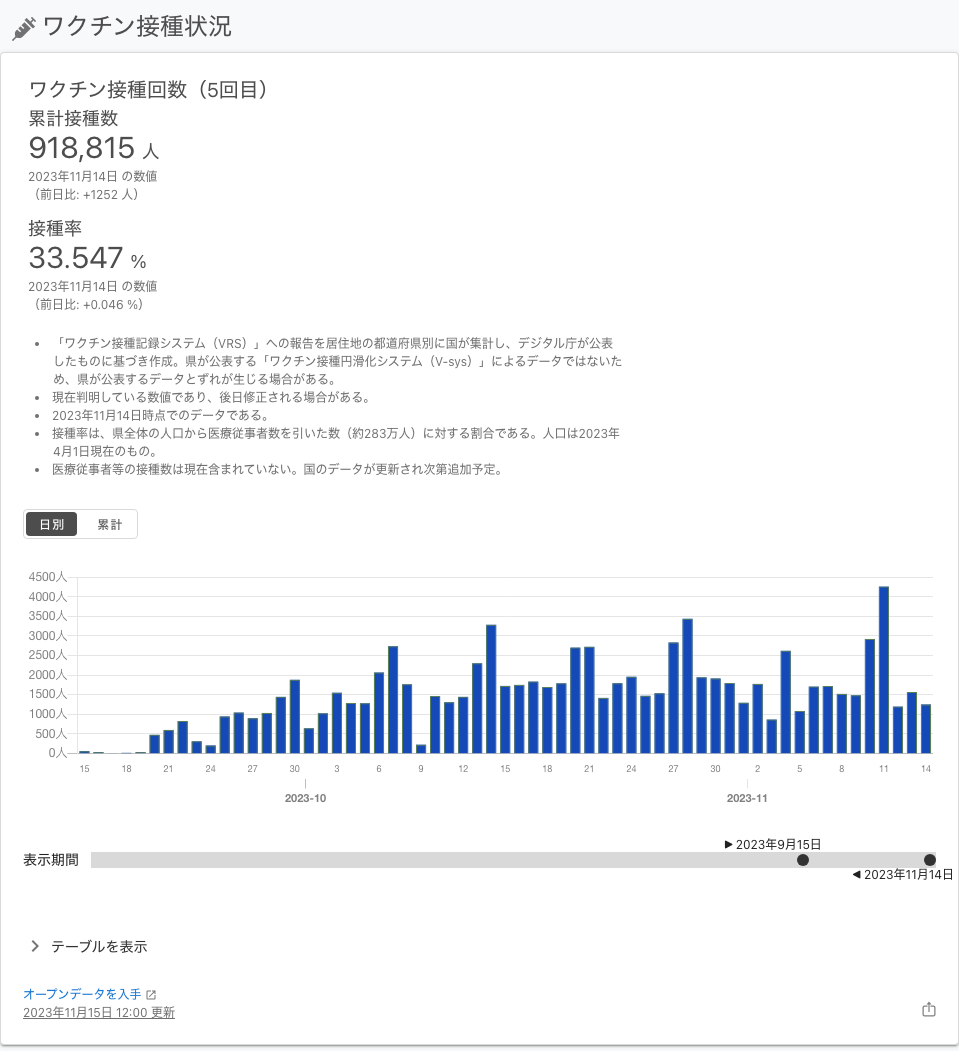 ワクチン接種状況
ワクチン接種回数（5回目）
累計接種数
918,815 人
2023年11月14日 の数値
（前日比: +1252 人）
接種率
33.547 %
2023年11月14日 の数値
（前日比: +0.046 %）
• 「ワクチン接種記録システム（VRS）」への報告を居住地の都道府県別に国が集計し、デジタル庁が公表
したものに基づき作成。県が公表する「ワクチン接種円滑化システム（V-sys）」によるデータではないた
め、県が公表するデータとずれが生じる場合がある。
• 現在判明している数値であり、後日修正される場合がある。
• 2023年11月14日時点でのデータである。
• 接種率は、県全体の人口から医療従事者数を引いた数（約283万人）に対する割合である。人口は2023年
4月1日現在のもの。
• 医療従事者等の接種数は現在含まれていない。国のデータが更新され次第追加予定。
日別 累計
4500人
4000人
3500人
3000人
2500人
2000人
1500人
1000人
500人
0人
15 18 21 24 27 30 3 6 9 12 15 18 21 24 27 30 2 5 8 11 14
2023-10 2023-11
▶ 2023年9月15日
表示期間
◀ 2023年11月14日
テーブルを表示
オープンデータを入手
2023年11月15日 12:00 更新